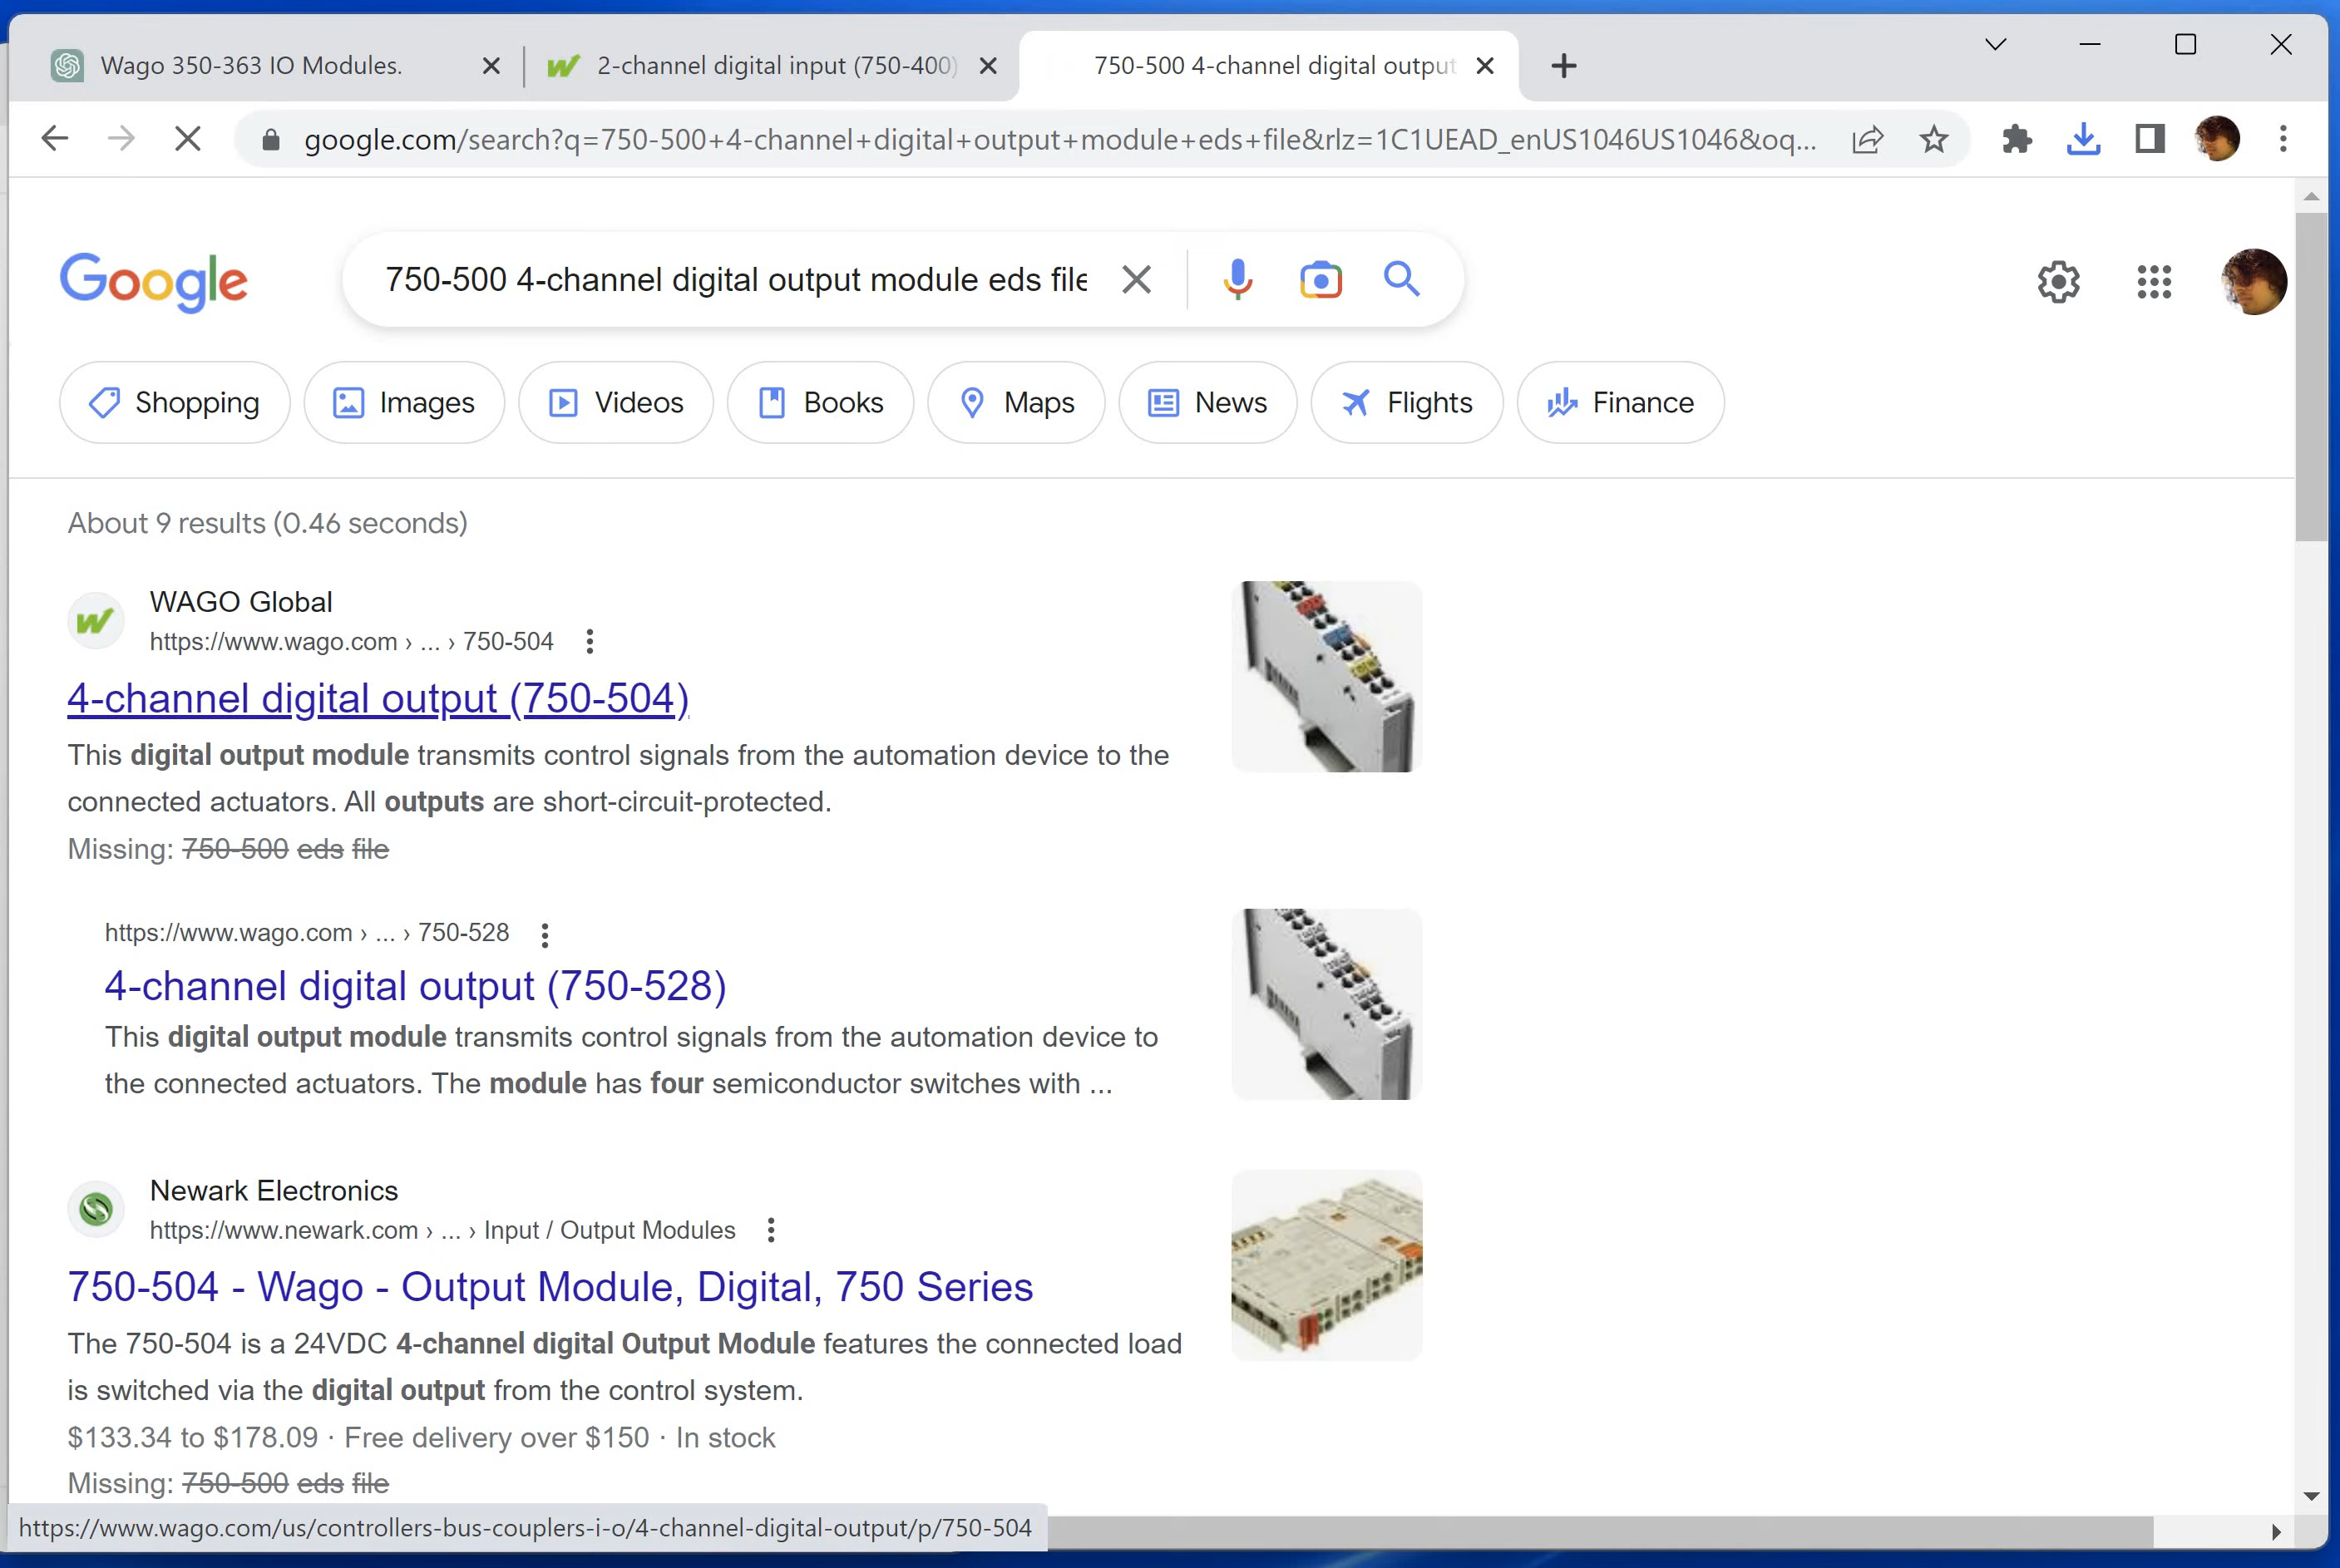 Wago 350-363 IO Modules.
2-channel digital input (750-400)
750-500 4-channel digital output
google.com/search?q=750-500+4-channel+digital+output+module+eds+file&rlz=1C1UEAD_enUS1046US1046&oq...
Google
750-500 4-channel digital output module eds file
Shopping
Images
Videos
Books
Maps
News
Flights
Finance
About 9 results (0.46 seconds)
WAGO Global
https://www.wago.com › ... › 750-504
4-channel digital output (750-504)
This digital output module transmits control signals from the automation device to the
connected actuators. All outputs are short-circuit-protected.
Missing: 750-500 eds file
https://www.wago.com › ... › 750-528
4-channel digital output (750-528)
This digital output module transmits control signals from the automation device to
the connected actuators. The module has four semiconductor switches with ...
Newark Electronics
https://www.newark.com › ... › Input / Output Modules
750-504 - Wago - Output Module, Digital, 750 Series
The 750-504 is a 24VDC 4-channel digital Output Module features the connected load
is switched via the digital output from the control system.
$133.34 to $178.09 · Free delivery over $150 · In stock
Missing: 750-500 eds file
https://www.wago.com/us/controllers-bus-couplers-i-o/4-channel-digital-output/p/750-504